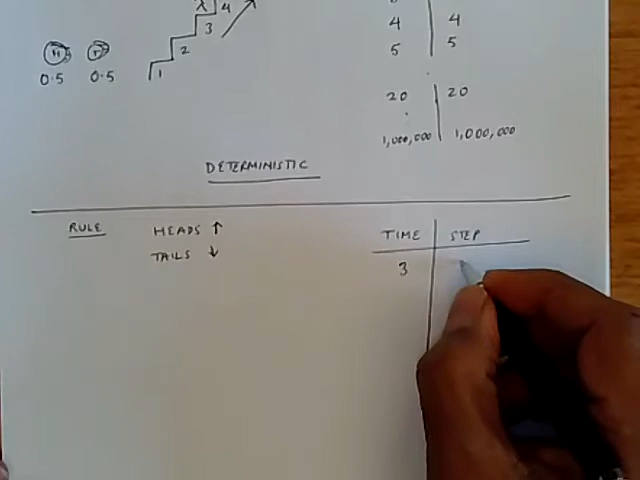 4
3
2
1
H T
0.5 0.5
4 4
5 5
20 20
1,000,000 1,000,000
DETERMINISTIC
RULE HEADS ↑
TAILS ↓
TIME STEP
3